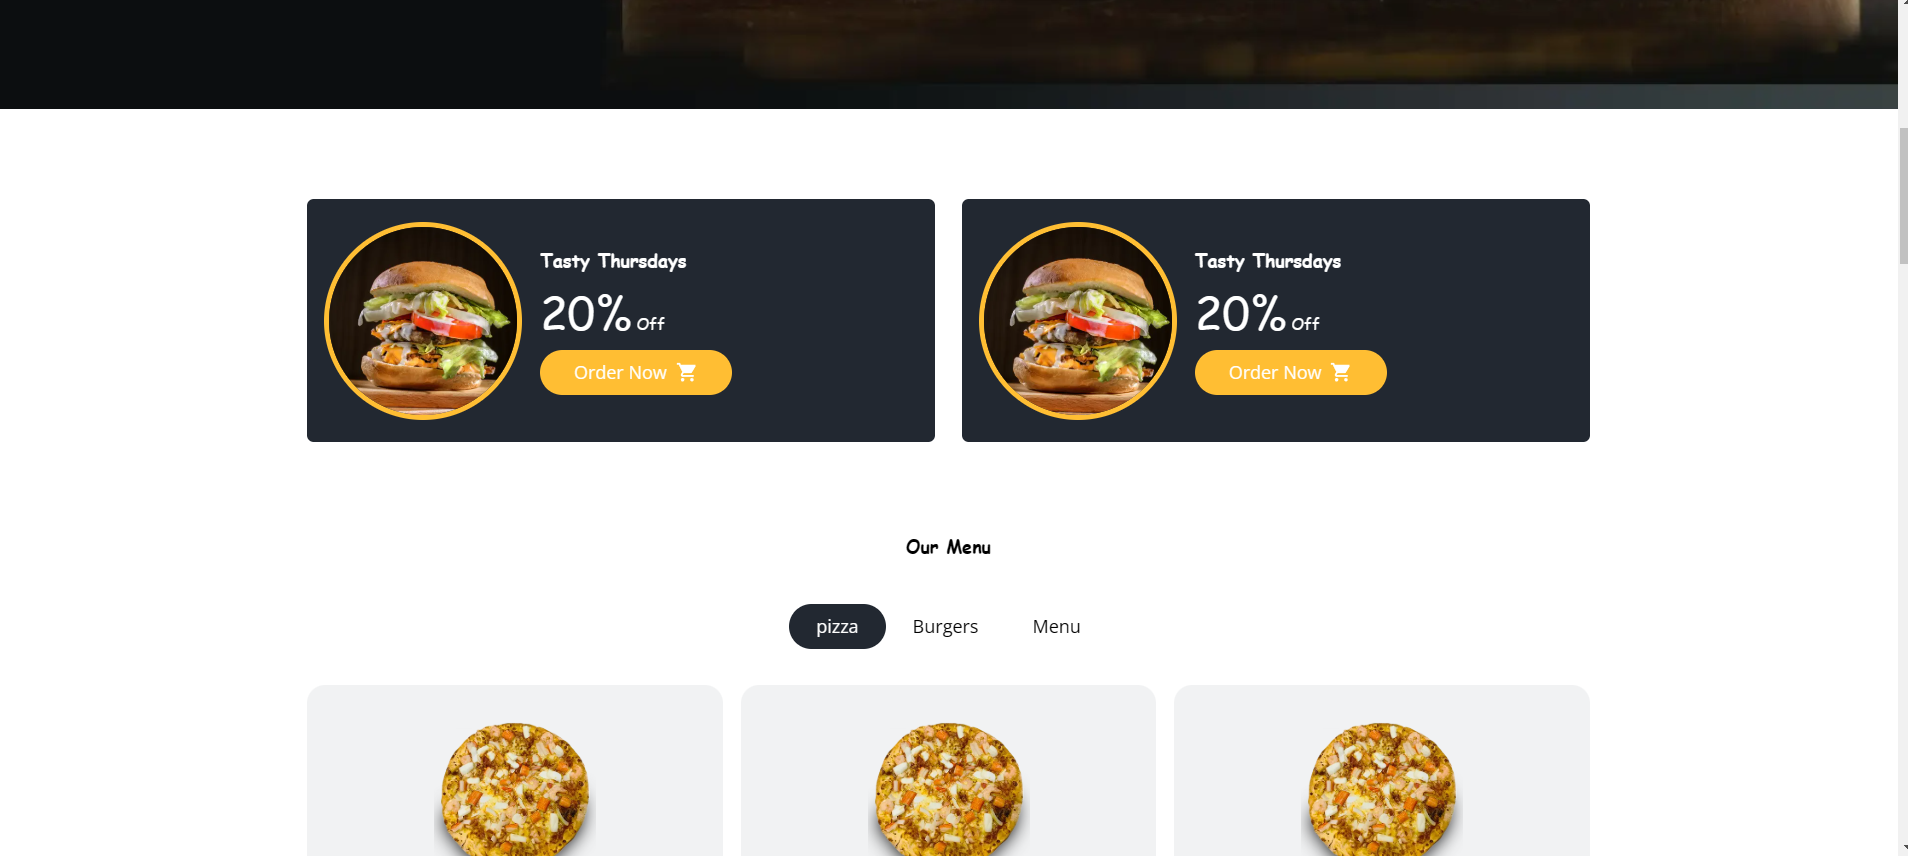 Tasty Thursdays
20% Off
Order Now
Tasty Thursdays
20% Off
Order Now
Our Menu
pizza
Burgers
Menu